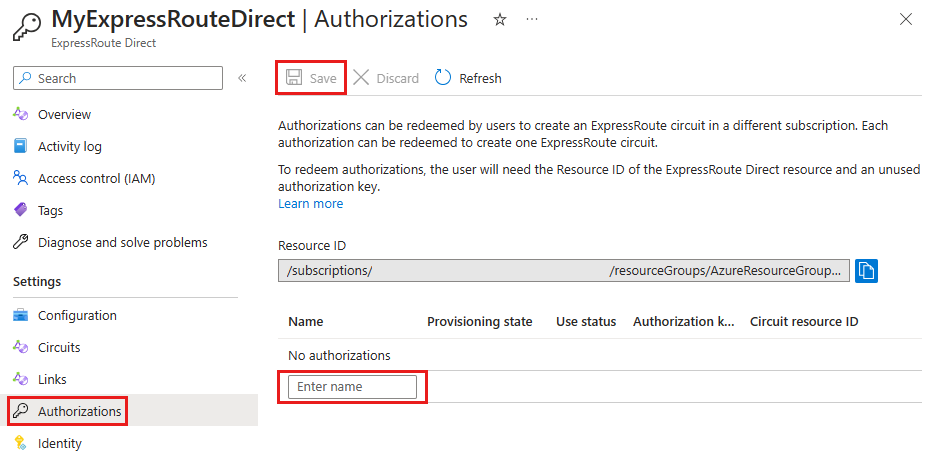 MyExpressRouteDirect | Authorizations ☆ ...
ExpressRoute Direct
Search
Overview
Activity log
Access control (IAM)
Tags
Diagnose and solve problems
Settings
Configuration
Circuits
Links
Authorizations
Identity
Save Discard Refresh
Authorizations can be redeemed by users to create an ExpressRoute circuit in a different subscription. Each
authorization can be redeemed to create one ExpressRoute circuit.
To redeem authorizations, the user will need the Resource ID of the ExpressRoute Direct resource and an unused
authorization key.
Learn more
Resource ID
/subscriptions/ /resourceGroups/AzureResourceGroup...
Name Provisioning state Use status Authorization k... Circuit resource ID
No authorizations
Enter name